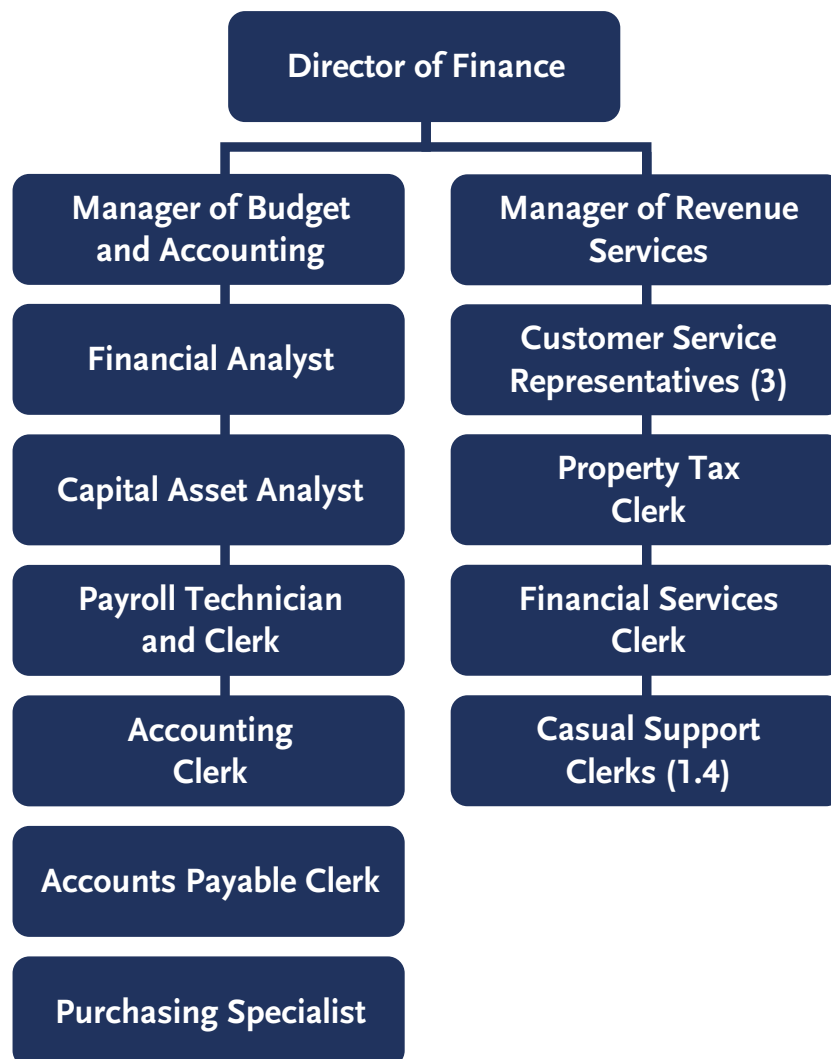 Director of Finance
Manager of Budget
and Accounting
Financial Analyst
Capital Asset Analyst
Payroll Technician
and Clerk
Accounting
Clerk
Accounts Payable Clerk
Purchasing Specialist
Manager of Revenue
Services
Customer Service
Representatives (3)
Property Tax
Clerk
Financial Services
Clerk
Casual Support
Clerks (1.4)